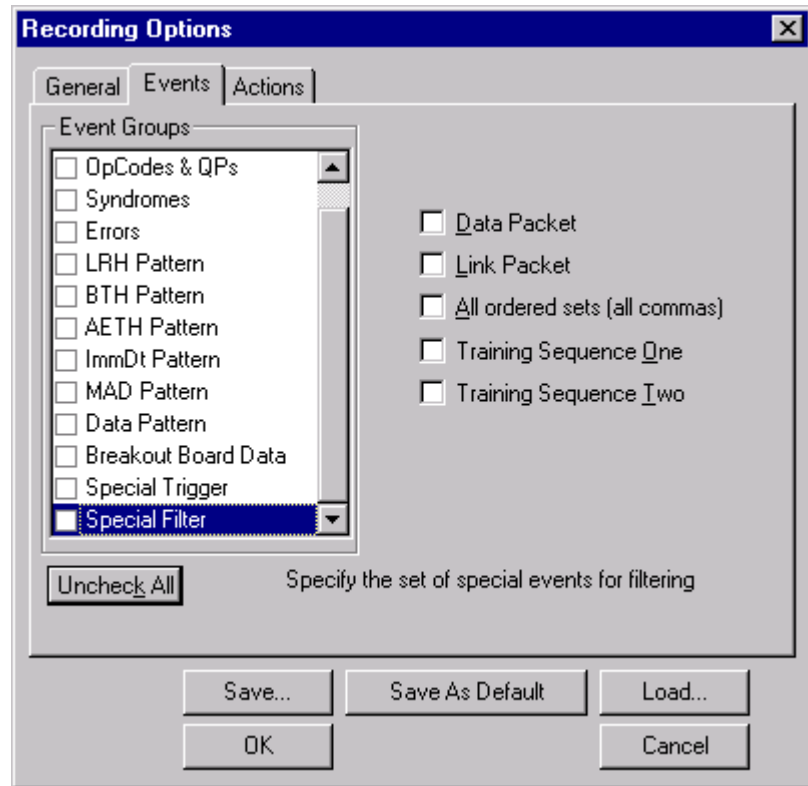 Recording Options
General Events Actions
Event Groups
OpCodes & QPs
Syndromes
Errors
LRH Pattern
BTH Pattern
AETH Pattern
ImmDt Pattern
MAD Pattern
Data Pattern
Breakout Board Data
Special Trigger
Special Filter
Data Packet
Link Packet
All ordered sets (all commas)
Training Sequence One
Training Sequence Two
Uncheck All
Specify the set of special events for filtering
Save... Save As Default Load...
OK Cancel